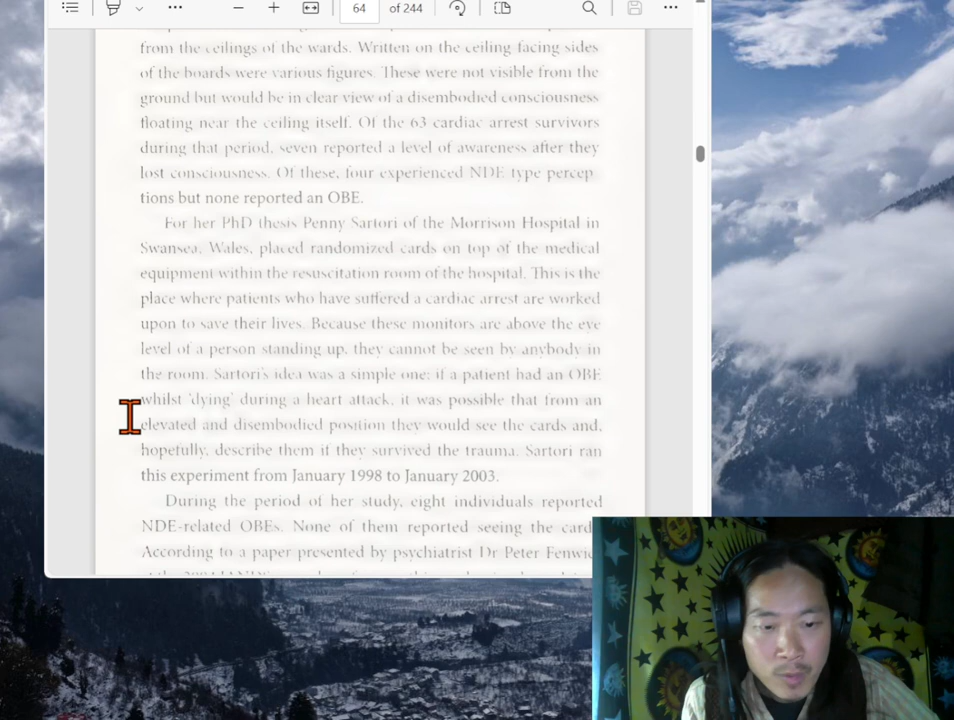 64 of 244
from the ceilings of the wards. Written on the ceiling facing sides
of the boards were various figures. These were not visible from the
ground but would be in clear view of a disembodied consciousness
floating near the ceiling itself. Of the 63 cardiac arrest survivors
during that period, seven reported a level of awareness after they
lost consciousness. Of these, four experienced NDE type percep
tions but none reported an OBE.
For her PhD thesis Penny Sartori of the Morrison Hospital in
Swansea, Wales, placed randomized cards on top of the medical
equipment within the resuscitation room of the hospital. This is the
place where patients who have suffered a cardiac arrest are worked
upon to save their lives. Because these monitors are above the eye
level of a person standing up, they cannot be seen by anybody in
the room. Sartori's idea was a simple one: if a patient had an OBE
whilst 'dying' during a heart attack, it was possible that from an
elevated and disembodied position they would see the cards and,
hopefully, describe them if they survived the trauma. Sartori ran
this experiment from January 1998 to January 2003.
During the period of her study, eight individuals reported
NDE-related OBEs. None of them reported seeing the card
According to a paper presented by psychiatrist Dr Peter Fenwic